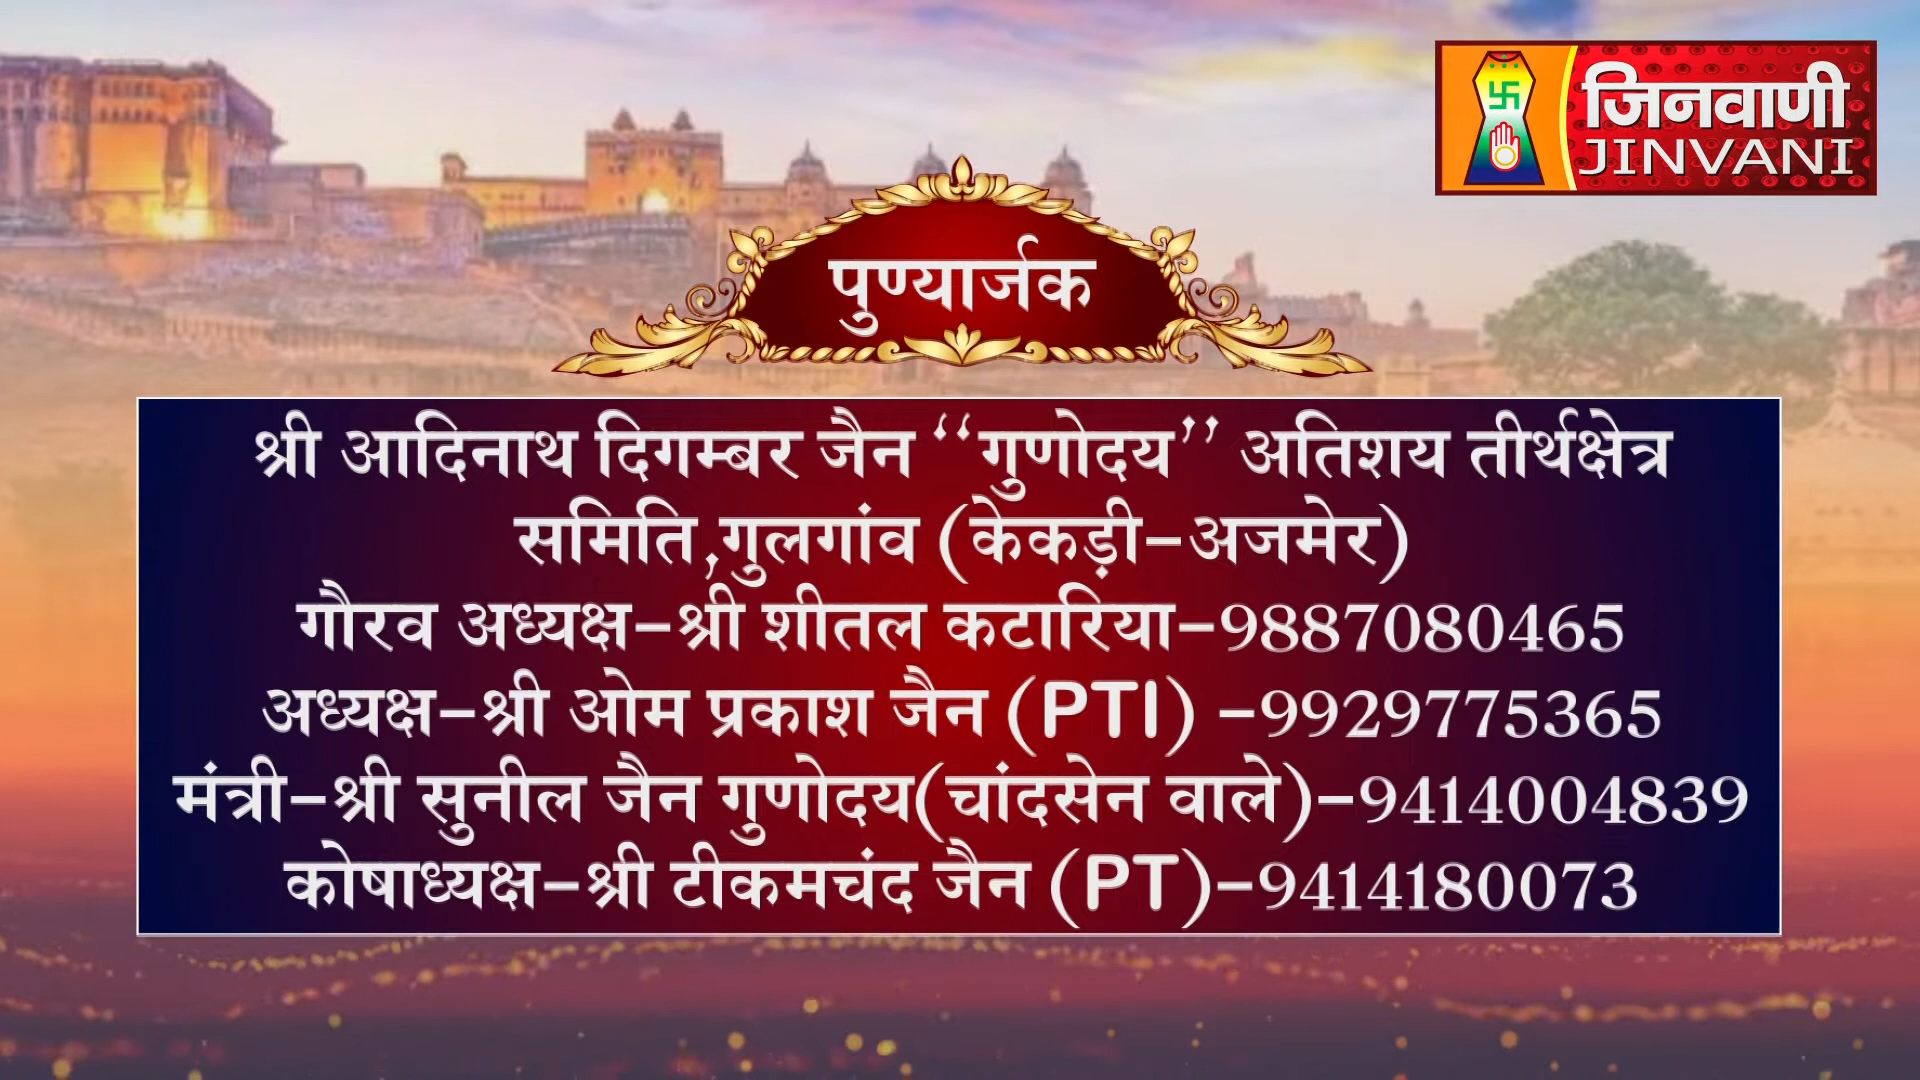 जिनवाणी
JINVANI
पुण्यार्जक
श्री आदिनाथ दिगम्बर जैन ‘‘गुणोदय’’ अतिशय तीर्थक्षेत्र
समिति,गुलगांव (केकड़ी-अजमेर)
गौरव अध्यक्ष-श्री शीतल कटारिया-9887080465
अध्यक्ष-श्री ओम प्रकाश जैन (PTI) -9929775365
मंत्री-श्री सुनील जैन गुणोदय(चांदसेन वाले)-9414004839
कोषाध्यक्ष-श्री टीकमचंद जैन (PT)-9414180073